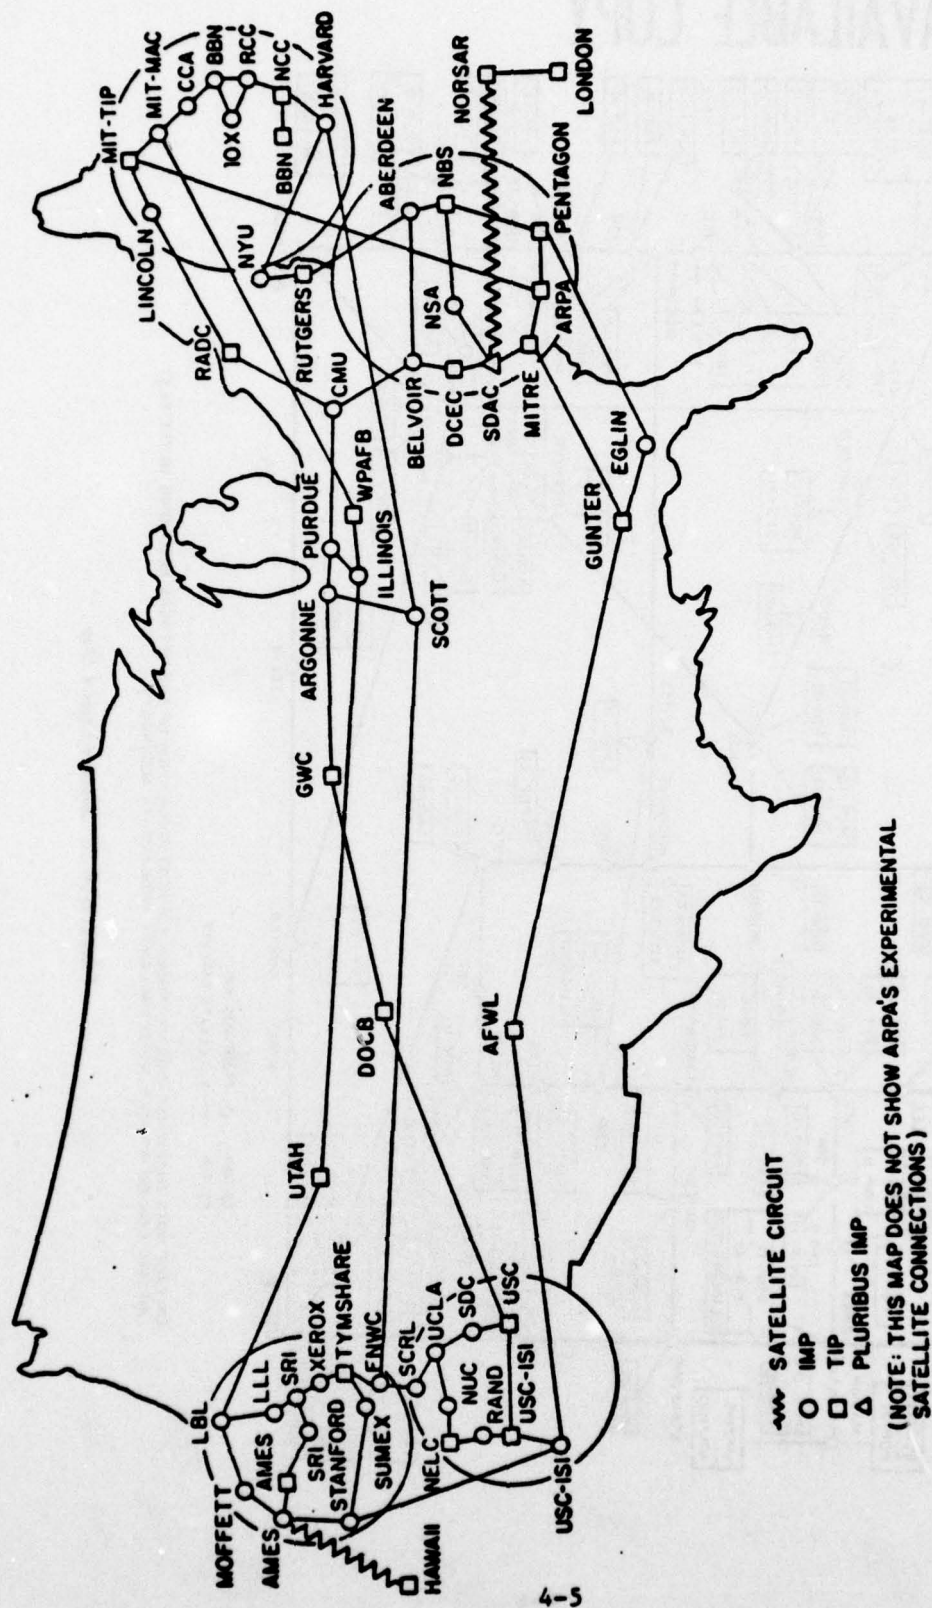 MOFFETT
LBL
AMES
LLL
AMES
SRI
XEROX
SRI
TYMSHARE
STANFORD
FNWC
SUMEX
SCRL
HAWAII
UCLA
SDC
NUC
RAND
USC
NELC
USC-ISI
USC-ISI
UTAH
DOCB
AFWL
GWC
ARGONNE
PURDUE
WPAFB
ILLINOIS
SCOTT
GUNTER
EGLIN
CMU
RADC
LINCOLN
MIT-TIP
MIT-MAC
CCA
BBN
RCC
10X
NCC
BBN
HARVARD
NYU
RUTGERS
ABERDEEN
NBS
BELVOIR
NSA
DCEC
SDAC
MITRE
ARPA
PENTAGON
NORSAR
LONDON
SATELLITE CIRCUIT
IMP
TIP
PLURIBUS IMP
(NOTE: THIS MAP DOES NOT SHOW ARPA'S EXPERIMENTAL
SATELLITE CONNECTIONS)
4-5